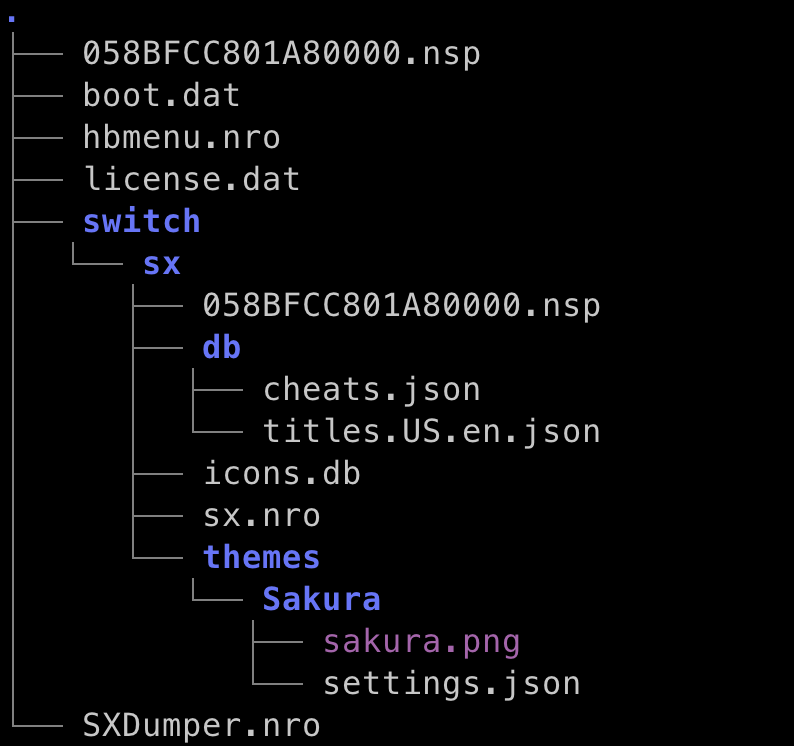 .
├── 058BFCC801A80000.nsp
├── boot.dat
├── hbmenu.nro
├── license.dat
├── switch
│   └── sx
│       ├── 058BFCC801A80000.nsp
│       ├── db
│       │   ├── cheats.json
│       │   └── titles.US.en.json
│       ├── icons.db
│       ├── sx.nro
│       └── themes
│           └── Sakura
│               ├── sakura.png
│               └── settings.json
└── SXDumper.nro